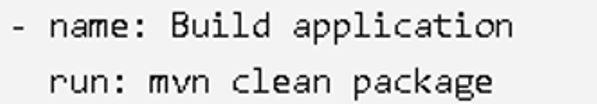 - name: Build application
  run: mvn clean package